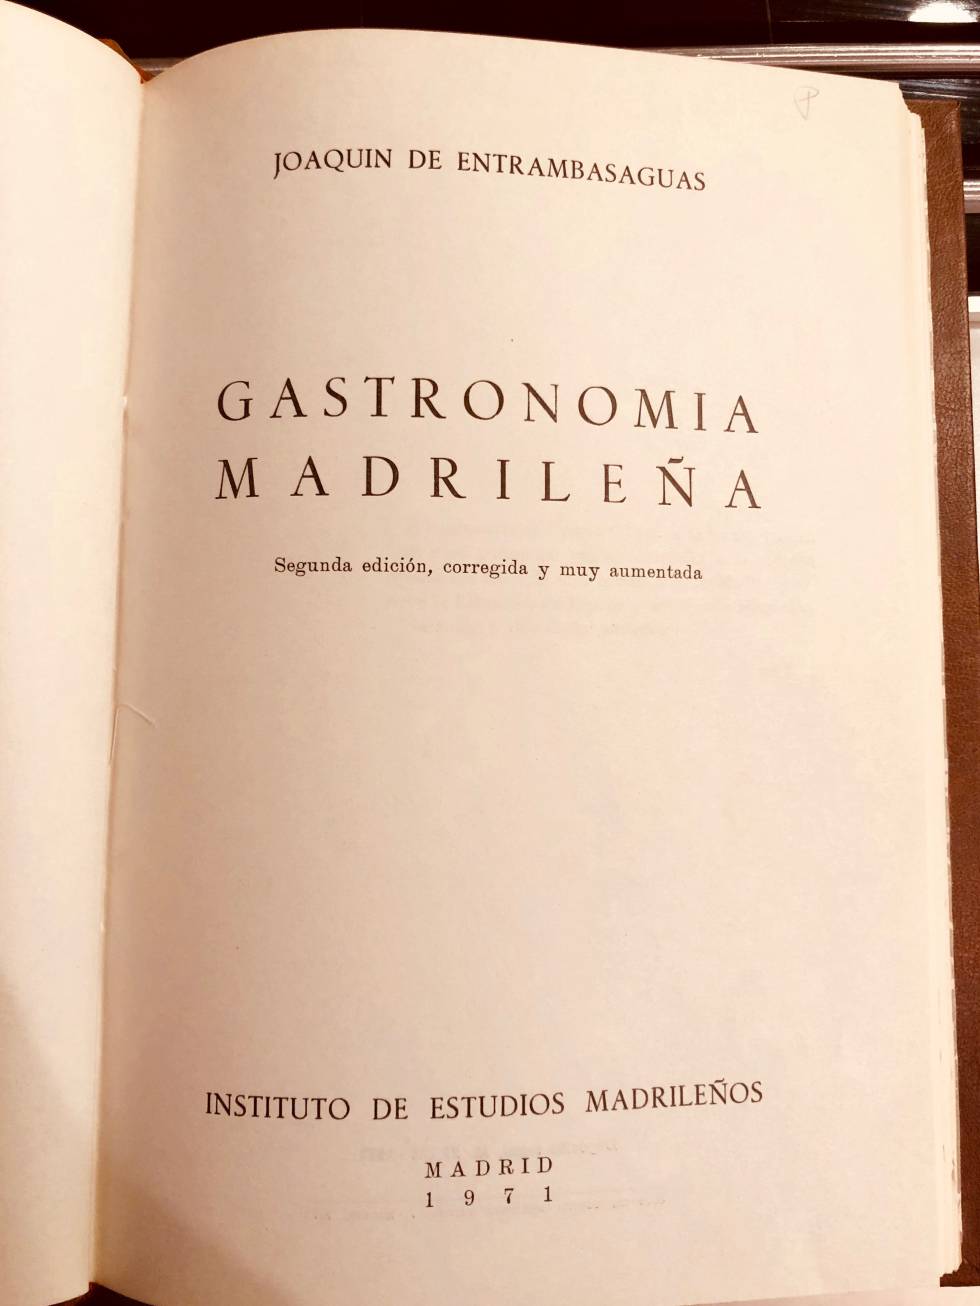 JOAQUIN DE ENTRAMBASAGUAS
GASTRONOMIA
MADRILEÑA
Segunda edición, corregida y muy aumentada
INSTITUTO DE ESTUDIOS MADRILEÑOS
MADRID
1971